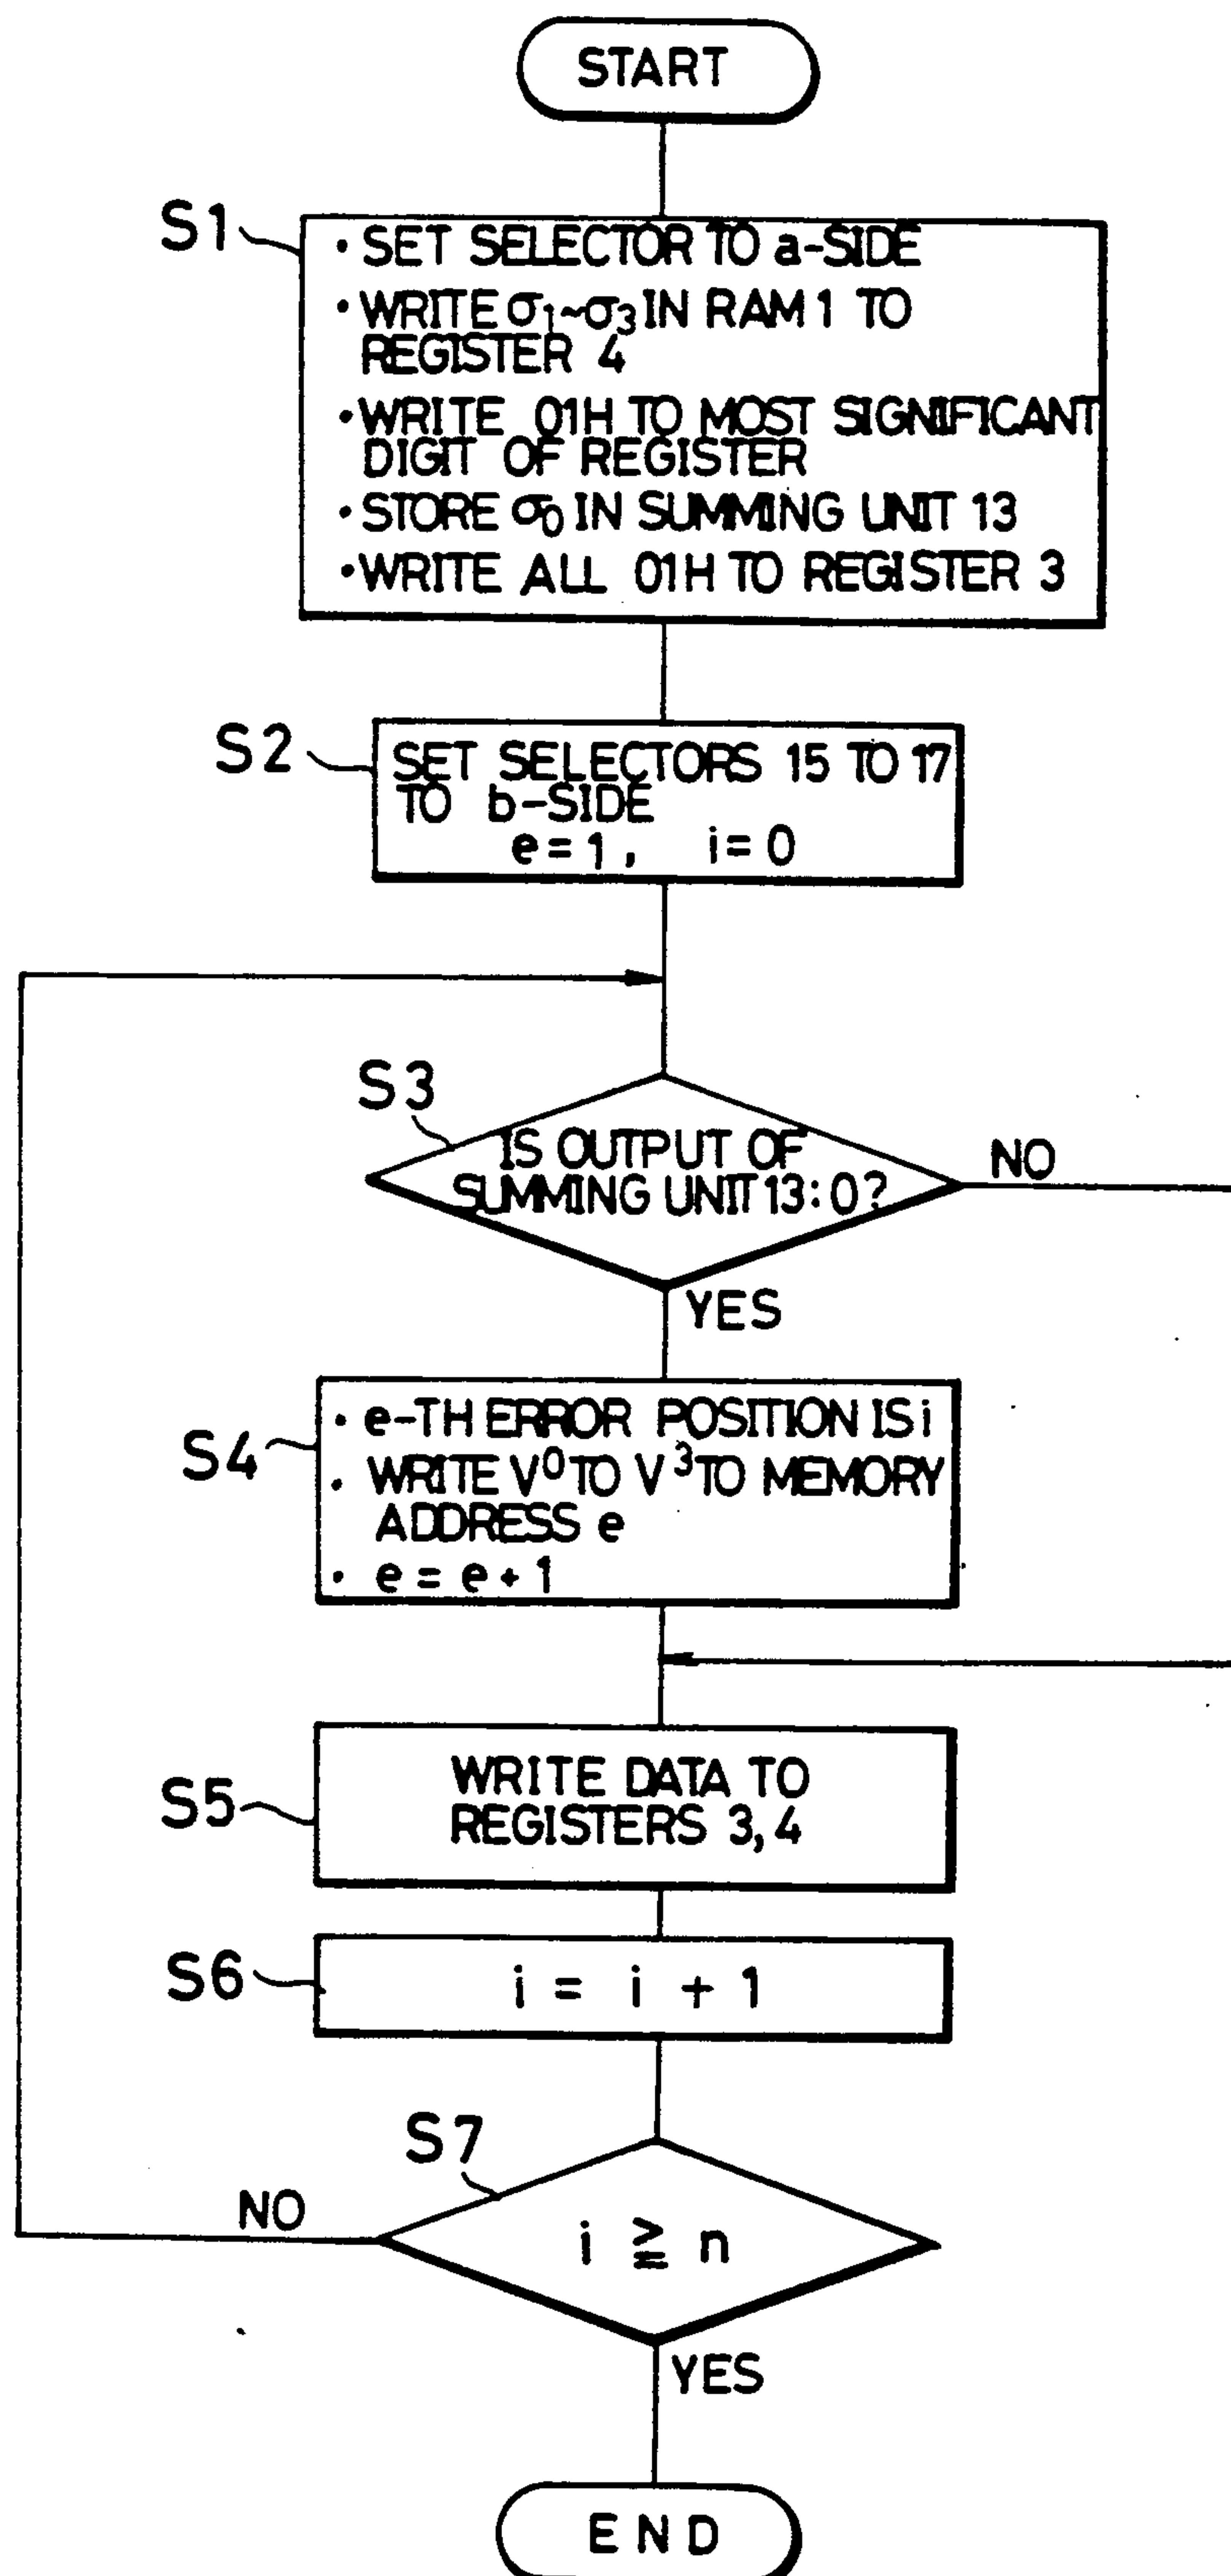 START
S1
· SET SELECTOR TO a-SIDE
· WRITE σ₁~σ₃ IN RAM 1 TO
REGISTER 4
· WRITE 01H TO MOST SIGNIFICANT
DIGIT OF REGISTER
· STORE σ₀ IN SUMMING UNIT 13
· WRITE ALL 01H TO REGISTER 3
S2
SET SELECTORS 15 TO 17
TO b-SIDE
e = 1 , i = 0
S3
IS OUTPUT OF
SUMMING UNIT 13 : 0 ?
NO
YES
S4
· e-TH ERROR POSITION IS i
· WRITE V⁰ TO V³ TO MEMORY
ADDRESS e
· e = e + 1
S5
WRITE DATA TO
REGISTERS 3, 4
S6
i = i + 1
S7
NO
i ≧ n
YES
END